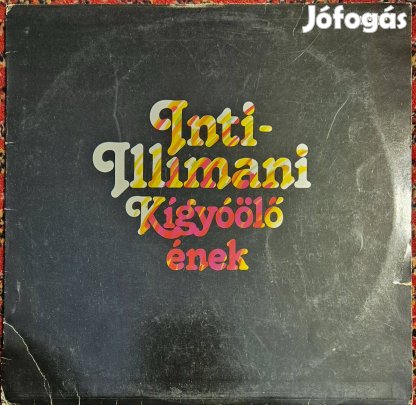 Jófogás
Inti-
Illimani
Kígyóölő
ének